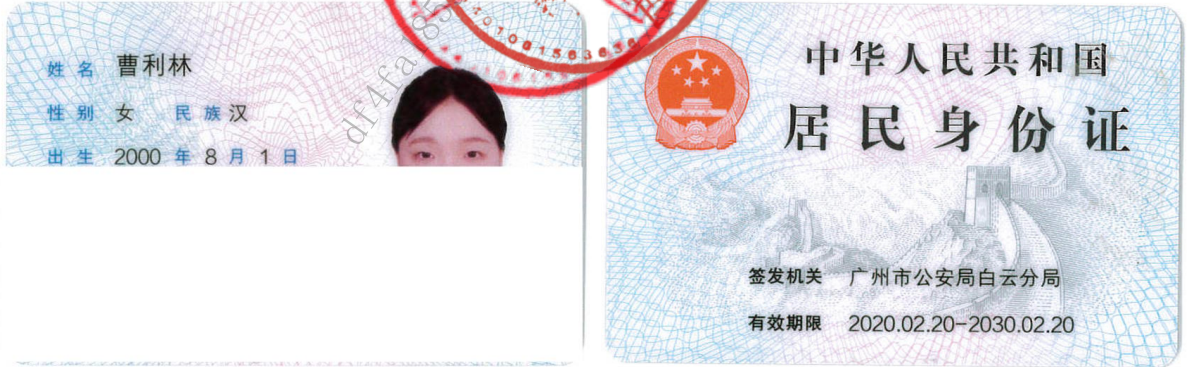 姓名 曹利林
性别 女 民族 汉
出生 2000 年 8 月 1 日
中华人民共和国
居民身份证
签发机关 广州市公安局白云分局
有效期限 2020.02.20-2030.02.20